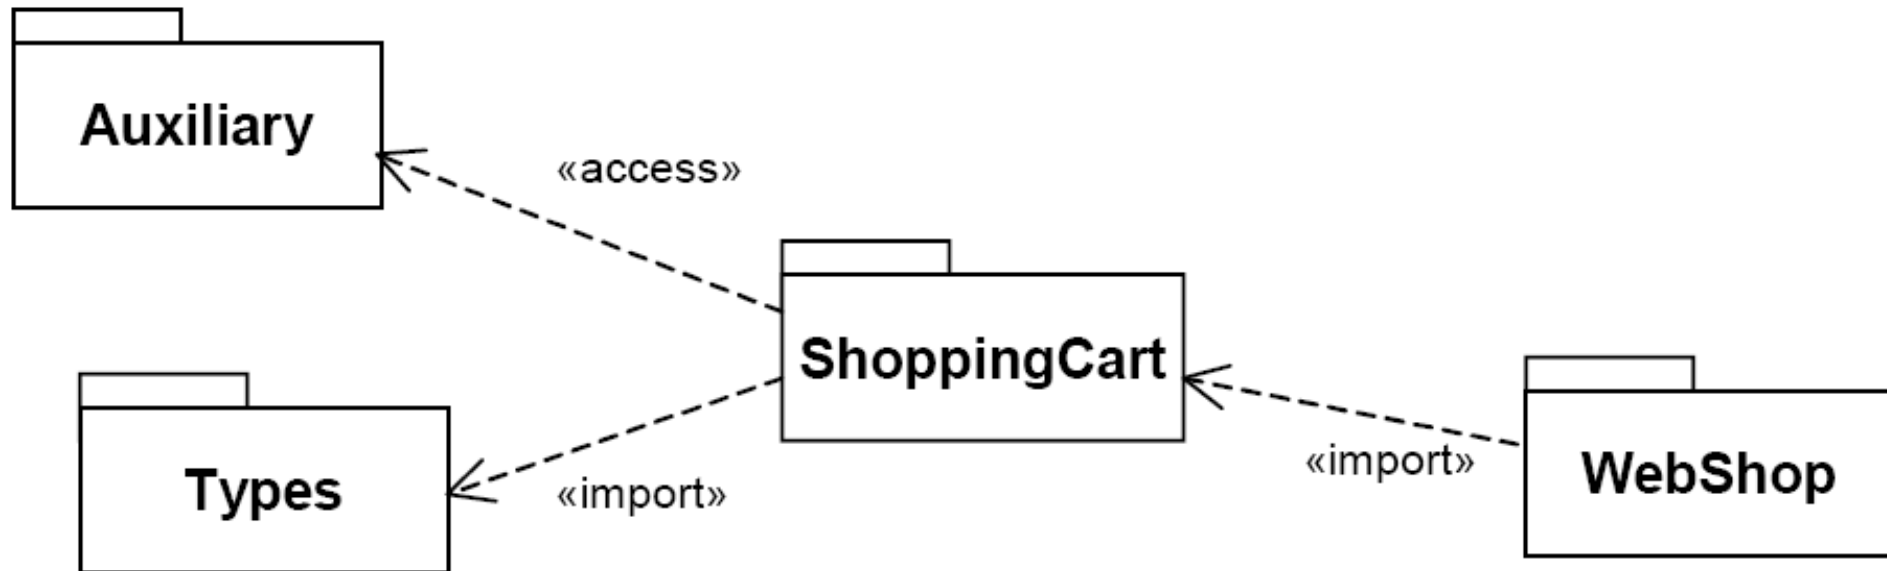 Auxiliary
«access»
ShoppingCart
Types
«import»
«import»
WebShop